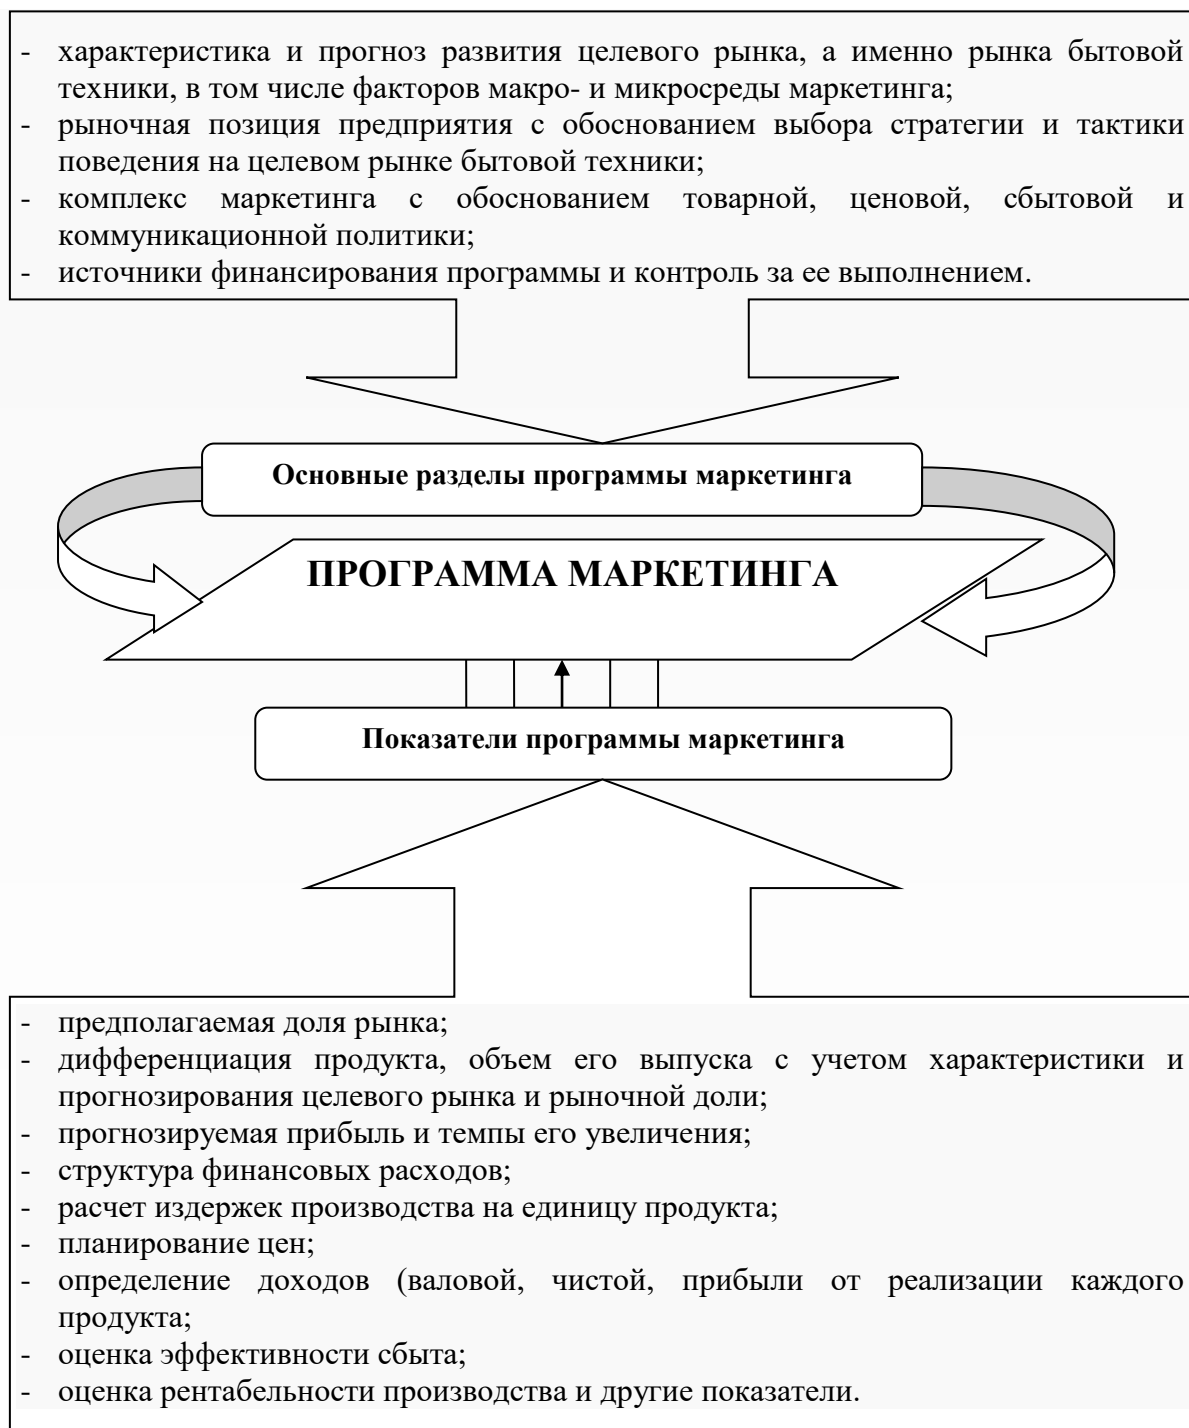 - характеристика и прогноз развития целевого рынка, а именно рынка бытовой
техники, в том числе факторов макро- и микросреды маркетинга;
- рыночная позиция предприятия с обоснованием выбора стратегии и тактики
поведения на целевом рынке бытовой техники;
- комплекс маркетинга с обоснованием товарной, ценовой, сбытовой и
коммуникационной политики;
- источники финансирования программы и контроль за ее выполнением.
Основные разделы программы маркетинга
ПРОГРАММА МАРКЕТИНГА
Показатели программы маркетинга
- предполагаемая доля рынка;
- дифференциация продукта, объем его выпуска с учетом характеристики и
прогнозирования целевого рынка и рыночной доли;
- прогнозируемая прибыль и темпы его увеличения;
- структура финансовых расходов;
- расчет издержек производства на единицу продукта;
- планирование цен;
- определение доходов (валовой, чистой, прибыли от реализации каждого
продукта;
- оценка эффективности сбыта;
- оценка рентабельности производства и другие показатели.